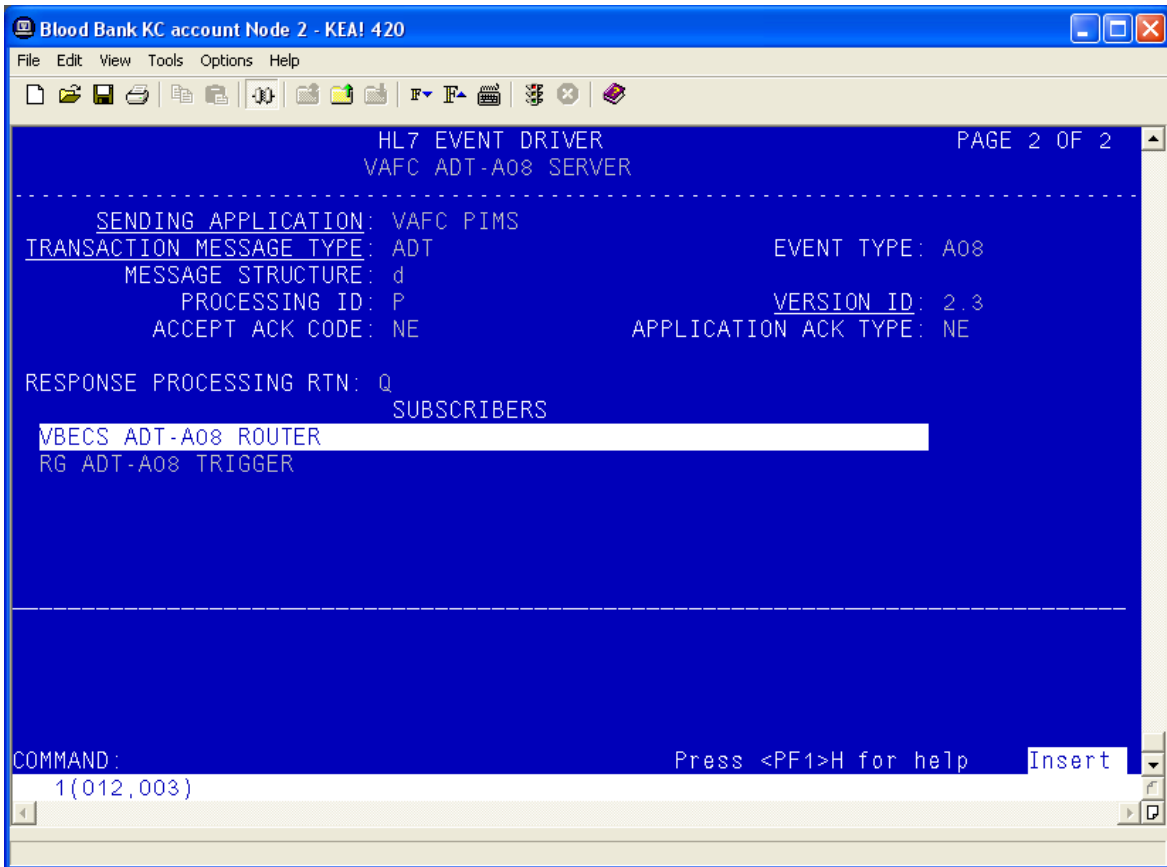 Blood Bank KC account Node 2 - KEA! 420
File Edit View Tools Options Help
HL7 EVENT DRIVER PAGE 2 OF 2
VAFC ADT-A08 SERVER
SENDING APPLICATION: VAFC PIMS
TRANSACTION MESSAGE TYPE: ADT EVENT TYPE: A08
MESSAGE STRUCTURE: d
PROCESSING ID: P VERSION ID: 2.3
ACCEPT ACK CODE: NE APPLICATION ACK TYPE: NE
RESPONSE PROCESSING RTN: Q
SUBSCRIBERS
VBECS ADT-A08 ROUTER
RG ADT-A08 TRIGGER
COMMAND: Press <PF1>H for help Insert
1(012,003)